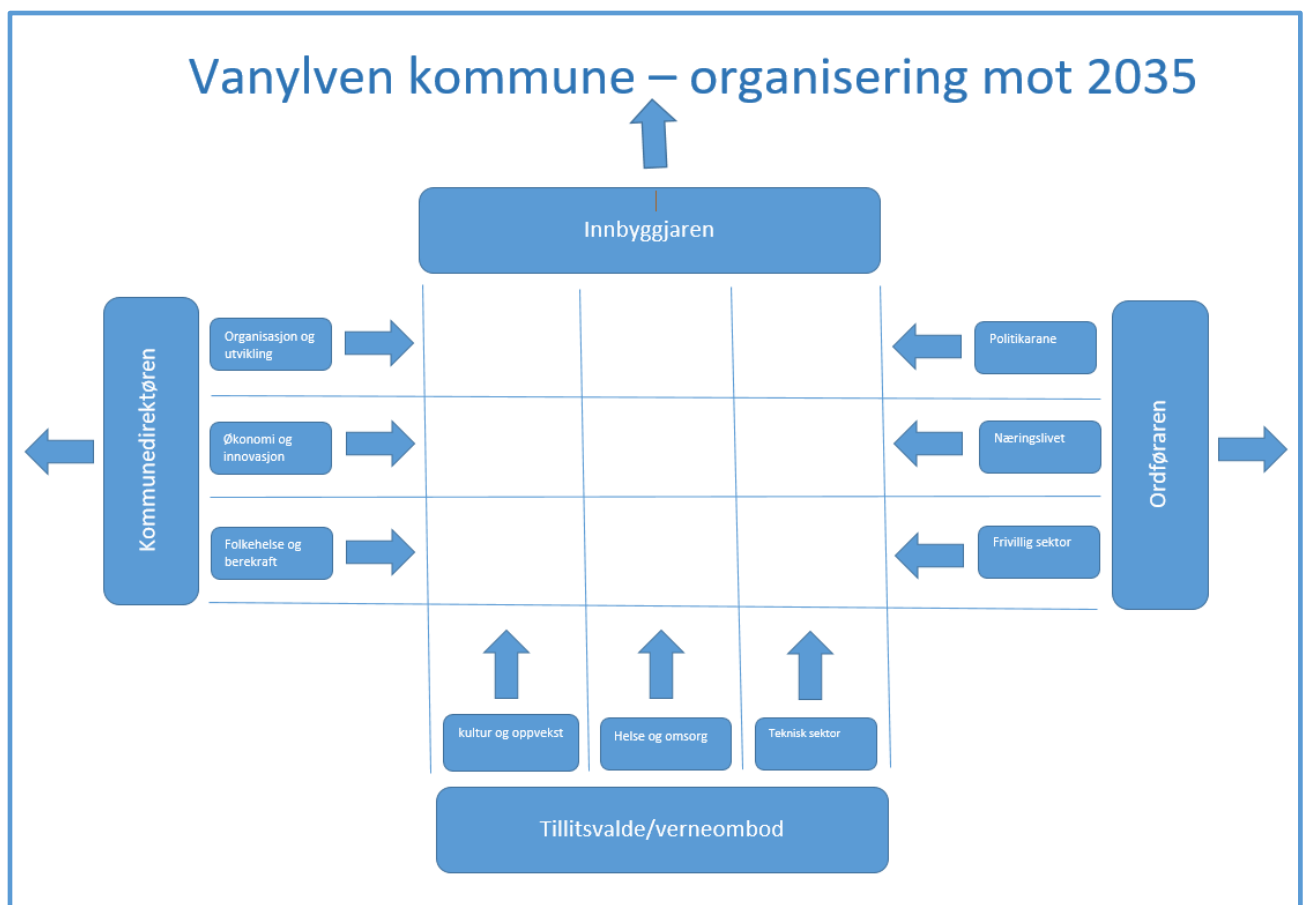 Vanylven kommune – organisering mot 2035
Innbyggjaren
Kommunedirektøren
Organisasjon og
utvikling
Økonomi og
innovasjon
Folkehelse og
berekraft
Politikarane
Næringslivet
Frivillig sektor
Ordføraren
kultur og oppvekst
Helse og omsorg
Teknisk sektor
Tillitsvalde/verneombod